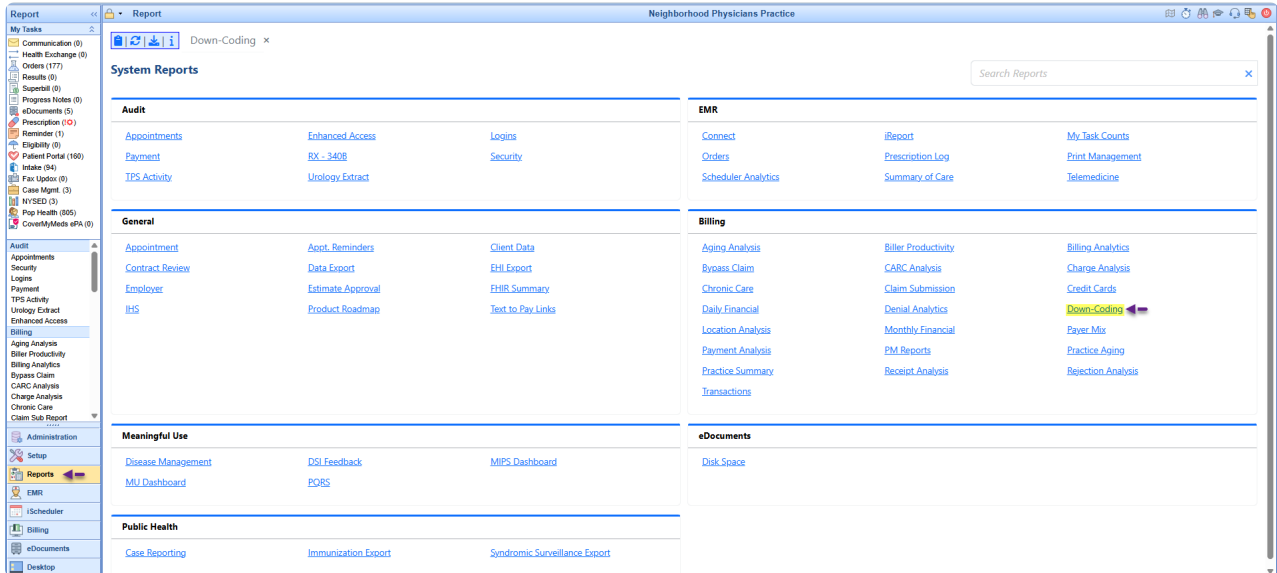 Report
Report
Neighborhood Physicians Practice
My Tasks
Communication (0)
Health Exchange (0)
Orders (177)
Results (0)
Superbill (0)
Progress Notes (0)
eDocuments (5)
Prescription (!
Reminder (1)
Eligibility (0)
Patient Portal (160)
Intake (94)
Fax Updox (0)
Case Mgmt. (3)
NYSED (3)
Pop Health (805)
CoverMyMeds ePA (0)
Audit
Appointments
Security
Logins
Payment
TPS Activity
Urology Extract
Enhanced Access
Billing
Aging Analysis
Biller Productivity
Billing Analytics
Bypass Claim
CARC Analysis
Charge Analysis
Chronic Care
Claim Sub Report
Administration
Setup
Reports
EMR
iScheduler
Billing
eDocuments
Desktop
Down-Coding ×
System Reports
Search Reports
Audit
Appointments Enhanced Access Logins
Payment RX - 340B Security
TPS Activity Urology Extract
EMR
Connect iReport My Task Counts
Orders Prescription Log Print Management
Scheduler Analytics Summary of Care Telemedicine
General
Appointment Appt. Reminders Client Data
Contract Review Data Export EHI Export
Employer Estimate Approval FHIR Summary
IHS Product Roadmap Text to Pay Links
Billing
Aging Analysis Biller Productivity Billing Analytics
Bypass Claim CARC Analysis Charge Analysis
Chronic Care Claim Submission Credit Cards
Daily Financial Denial Analytics Down-Coding
Location Analysis Monthly Financial Payer Mix
Payment Analysis PM Reports Practice Aging
Practice Summary Receipt Analysis Rejection Analysis
Transactions
Meaningful Use
Disease Management DSI Feedback MIPS Dashboard
MU Dashboard PQRS
eDocuments
Disk Space
Public Health
Case Reporting Immunization Export Syndromic Surveillance Export